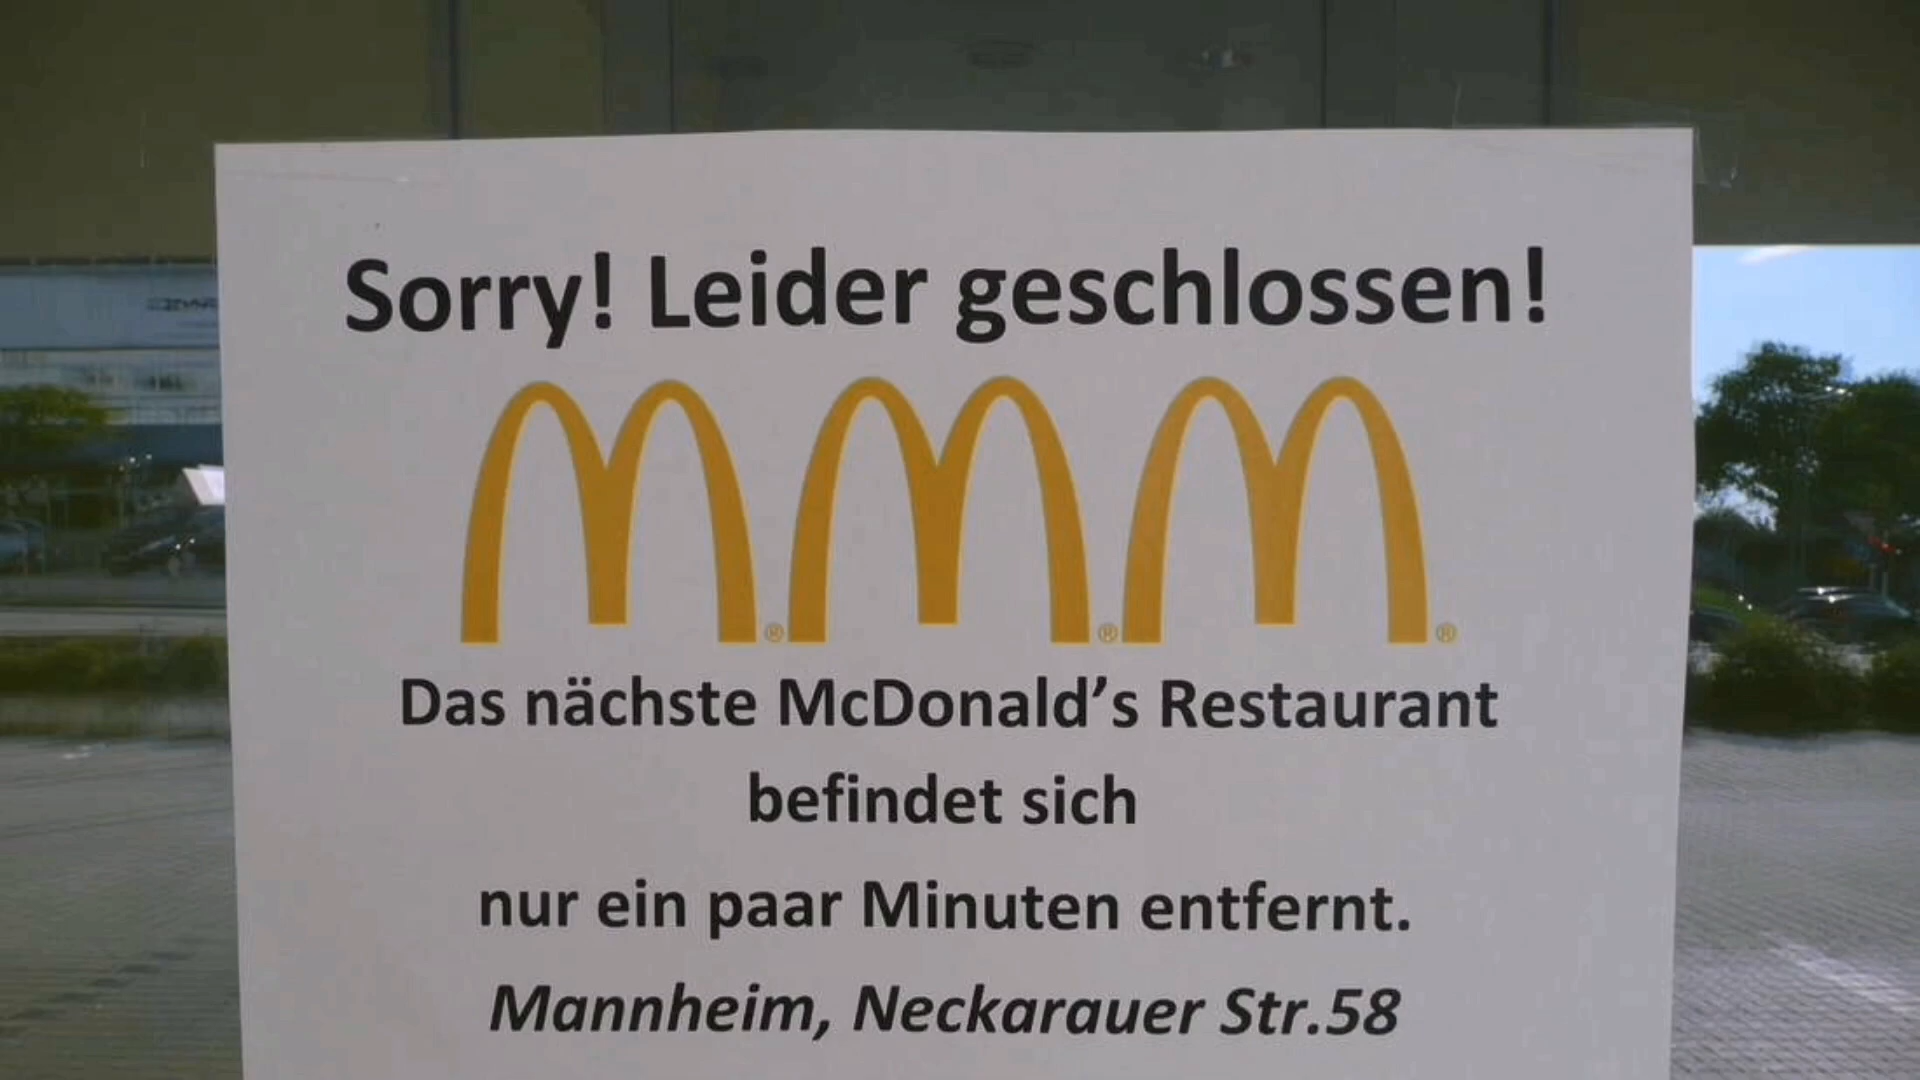 Sorry! Leider geschlossen!
Das nächste McDonald’s Restaurant
befindet sich
nur ein paar Minuten entfernt.
Mannheim, Neckarauer Str.58